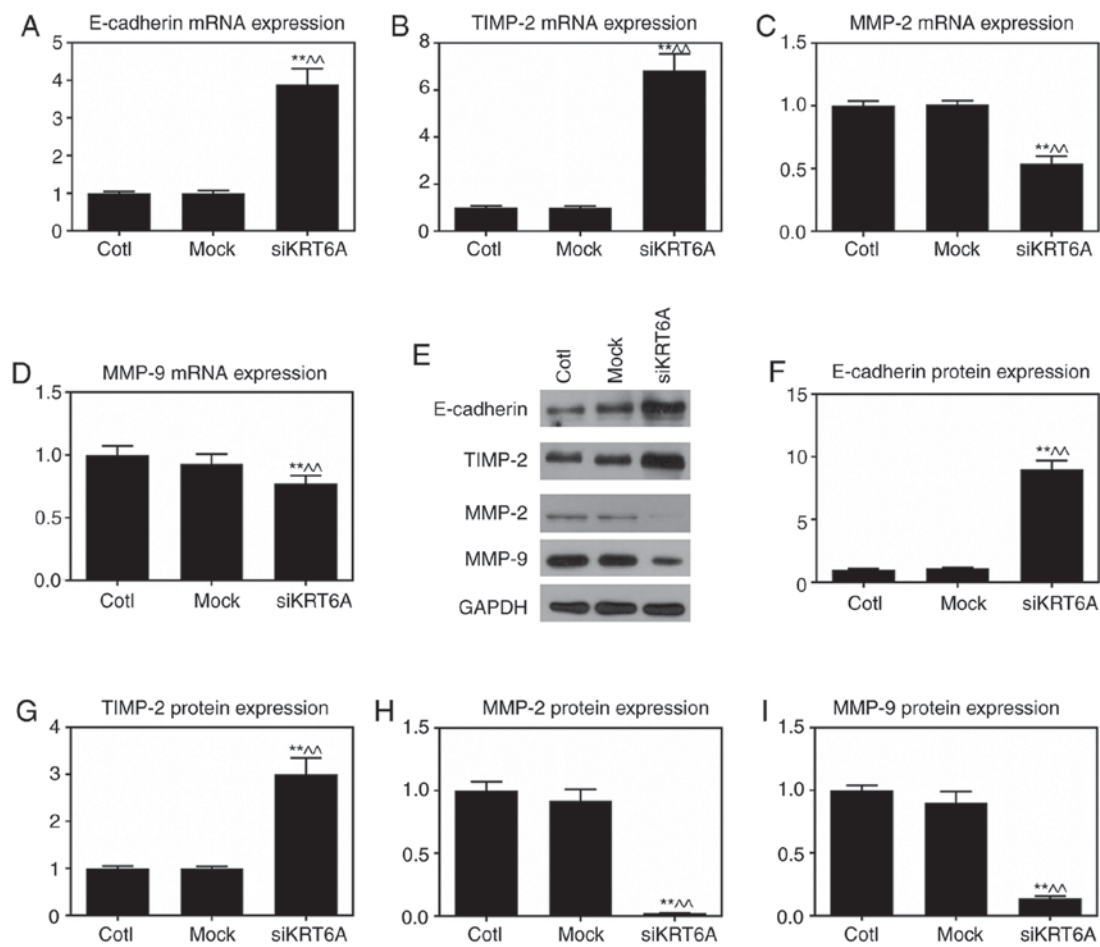 A E-cadherin mRNA expression
5
4
3
2
1
0
**^^
Cotl Mock siKRT6A
B TIMP-2 mRNA expression
8
6
4
2
0
**^^
Cotl Mock siKRT6A
C MMP-2 mRNA expression
1.5
1.0
0.5
0.0
**^^
Cotl Mock siKRT6A
D MMP-9 mRNA expression
1.5
1.0
0.5
0.0
**^^
Cotl Mock siKRT6A
E
Cotl Mock siKRT6A
E-cadherin
TIMP-2
MMP-2
MMP-9
GAPDH
F E-cadherin protein expression
15
10
5
0
**^^
Cotl Mock siKRT6A
G TIMP-2 protein expression
4
3
2
1
0
**^^
Cotl Mock siKRT6A
H MMP-2 protein expression
1.5
1.0
0.5
0.0
**^^
Cotl Mock siKRT6A
I MMP-9 protein expression
1.5
1.0
0.5
0.0
**^^
Cotl Mock siKRT6A